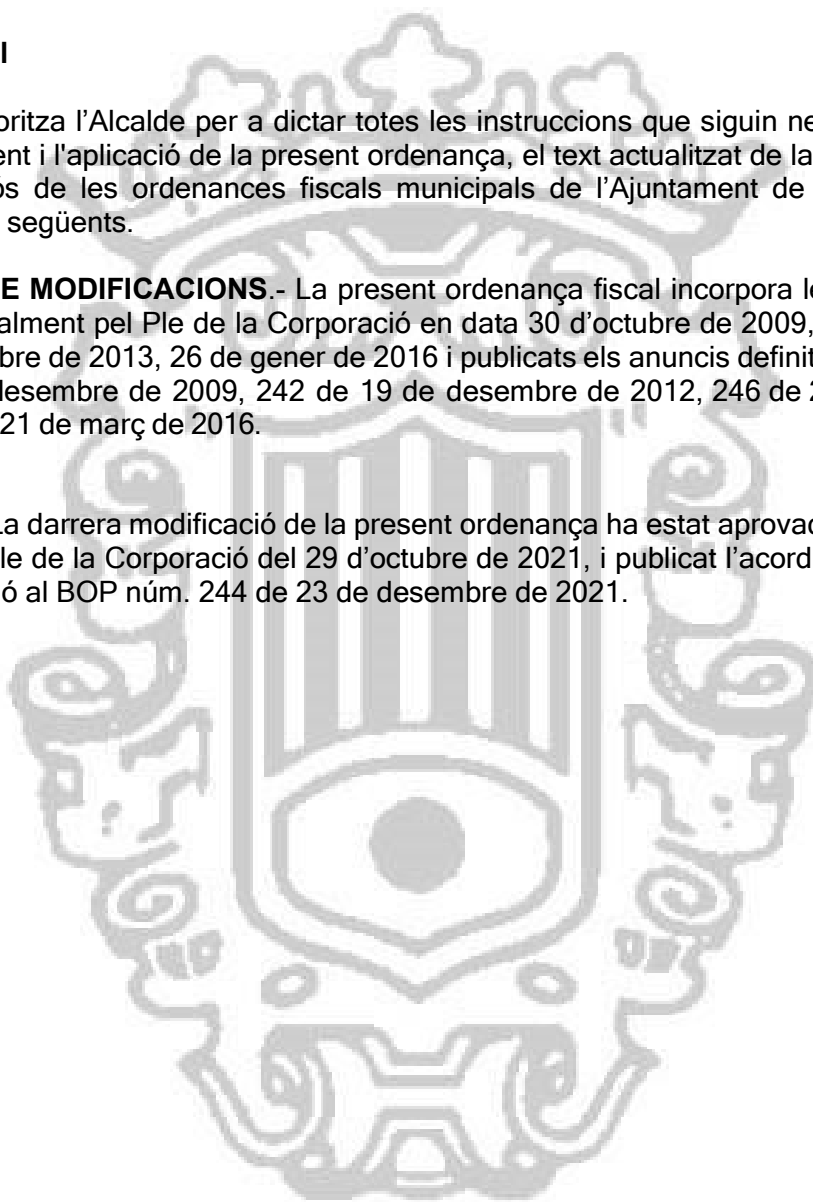 I
oritza l’Alcalde per a dictar totes les instruccions que siguin ne
ent i l'aplicació de la present ordenança, el text actualitzat de la
ós de les ordenances fiscals municipals de l’Ajuntament de
següents.
E MODIFICACIONS.- La present ordenança fiscal incorpora le
alment pel Ple de la Corporació en data 30 d’octubre de 2009,
bre de 2013, 26 de gener de 2016 i publicats els anuncis definit
desembre de 2009, 242 de 19 de desembre de 2012, 246 de 2
21 de març de 2016.
La darrera modificació de la present ordenança ha estat aprovad
le de la Corporació del 29 d’octubre de 2021, i publicat l’acord
ó al BOP núm. 244 de 23 de desembre de 2021.